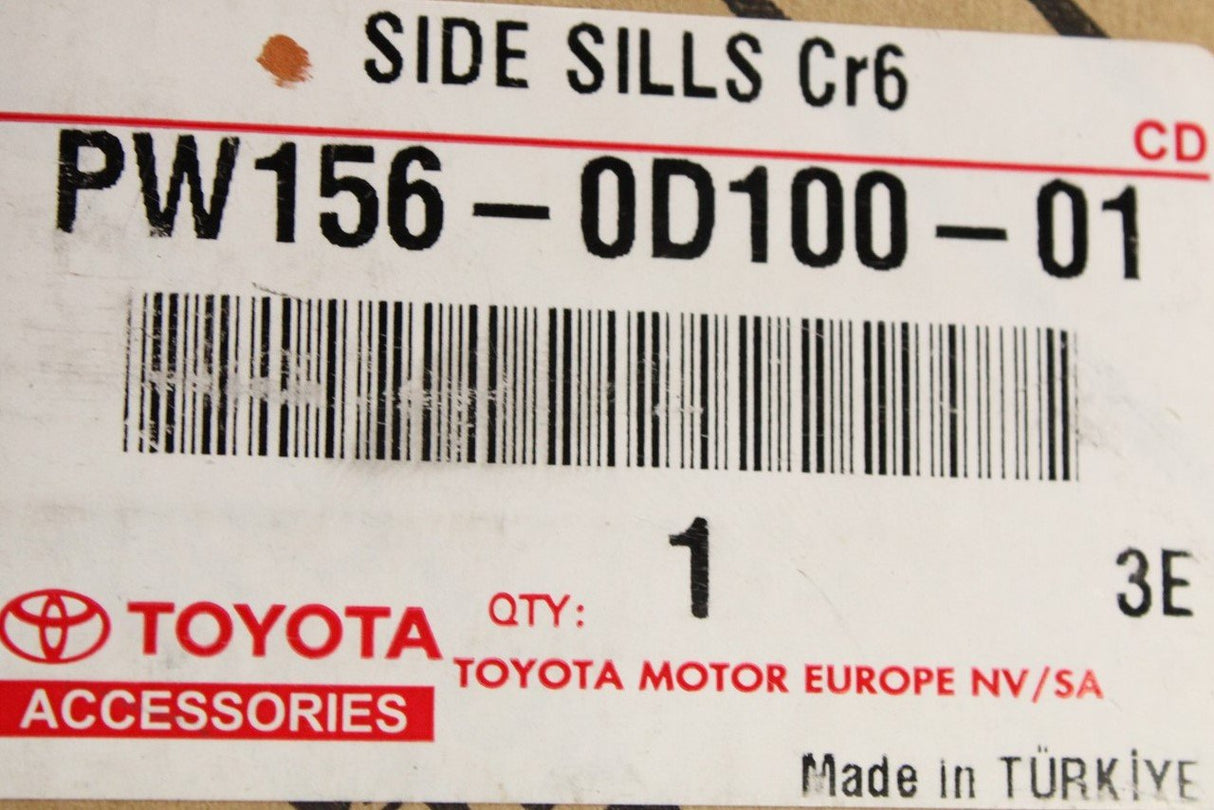 SIDE SILLS Cr6
CD
PW156-0D100-01
1
QTY:
3E
TOYOTA
ACCESSORIES
TOYOTA MOTOR EUROPE NV/SA
Made in TÜRKİYE